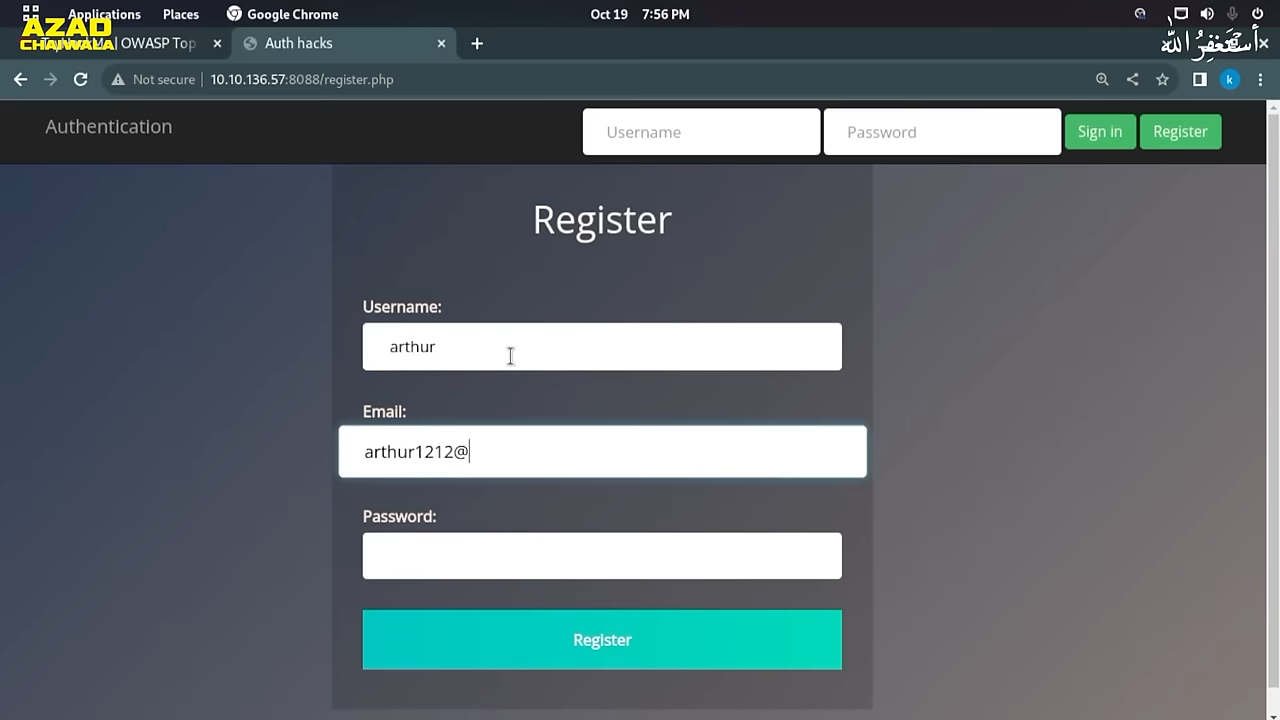 Applications Places Google Chrome Oct 19 7:56 PM
AZAD
CHAIWALA
أستغفر الله
OWASP Top Auth hacks
Not secure 10.10.136.57:8088/register.php k
Authentication Username Password Sign in Register
Register
Username:
arthur
Email:
arthur1212@
Password:
Register